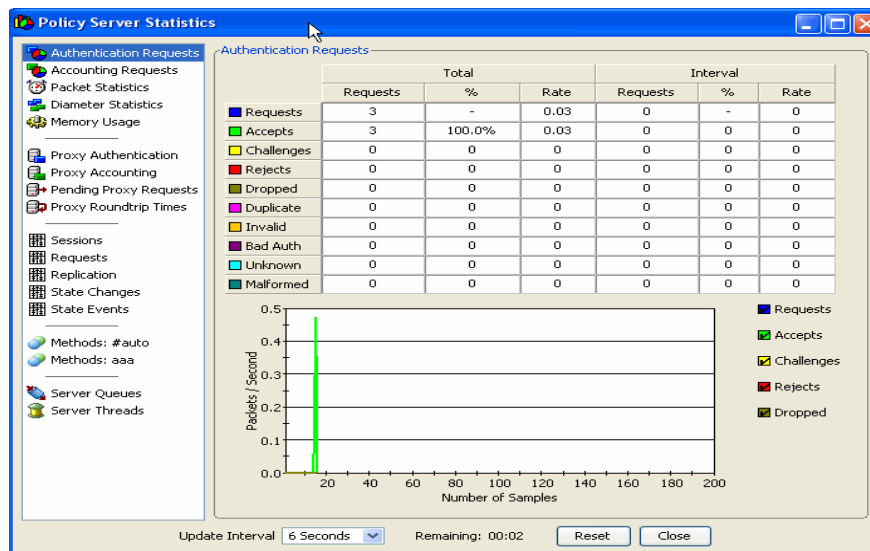 Policy Server Statistics
Authentication Requests
Accounting Requests
Packet Statistics
Diameter Statistics
Memory Usage
Proxy Authentication
Proxy Accounting
Pending Proxy Requests
Proxy Roundtrip Times
Sessions
Requests
Replication
State Changes
State Events
Methods: #auto
Methods: aaa
Server Queues
Server Threads
Authentication Requests
Total Interval
Requests % Rate Requests % Rate
Requests 3 - 0.03 0 - 0
Accepts 3 100.0% 0.03 0 0 0
Challenges 0 0 0 0 0 0
Rejects 0 0 0 0 0 0
Dropped 0 0 0 0 0 0
Duplicate 0 0 0 0 0 0
Invalid 0 0 0 0 0 0
Bad Auth 0 0 0 0 0 0
Unknown 0 0 0 0 0 0
Malformed 0 0 0 0 0 0
Packets / Second
0.5
0.4
0.3
0.2
0.1
0.0
20 40 60 80 100 120 140 160 180 200
Number of Samples
Requests
Accepts
Challenges
Rejects
Dropped
Update Interval 6 Seconds Remaining: 00:02 Reset Close